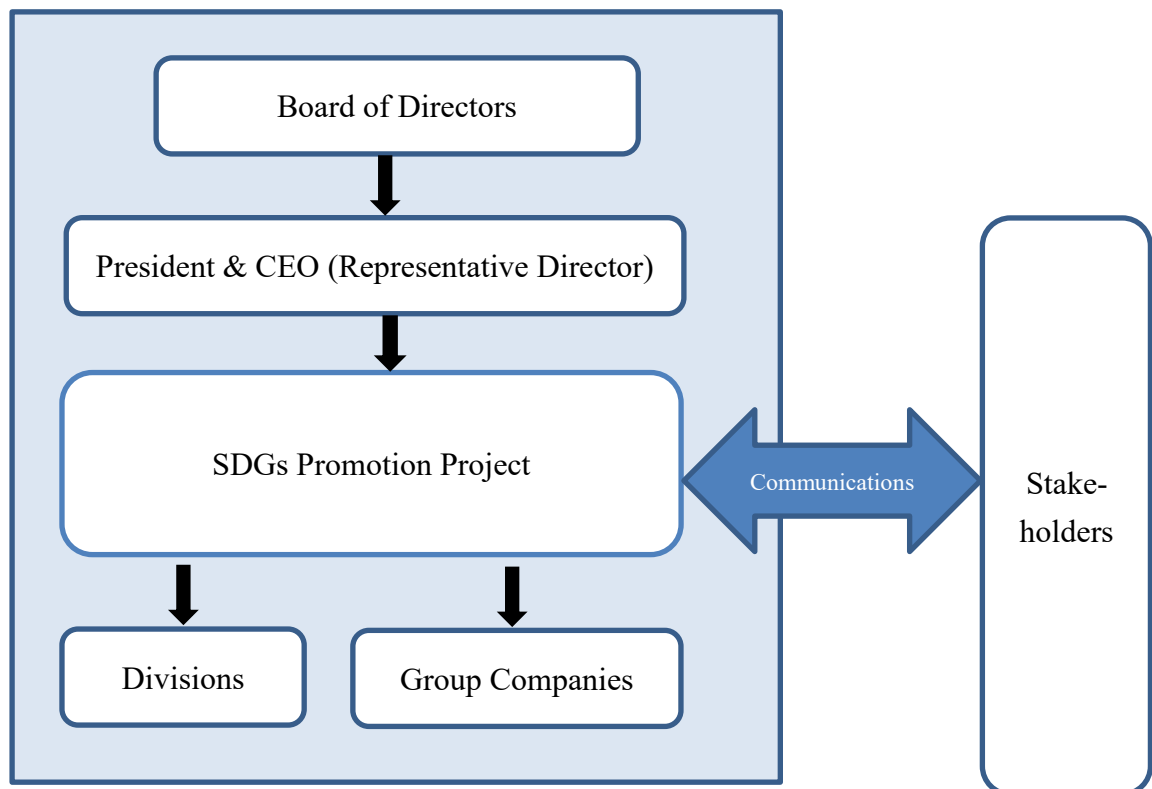 Board of Directors
President & CEO (Representative Director)
SDGs Promotion Project
Communications
Stake-
holders
Divisions
Group Companies